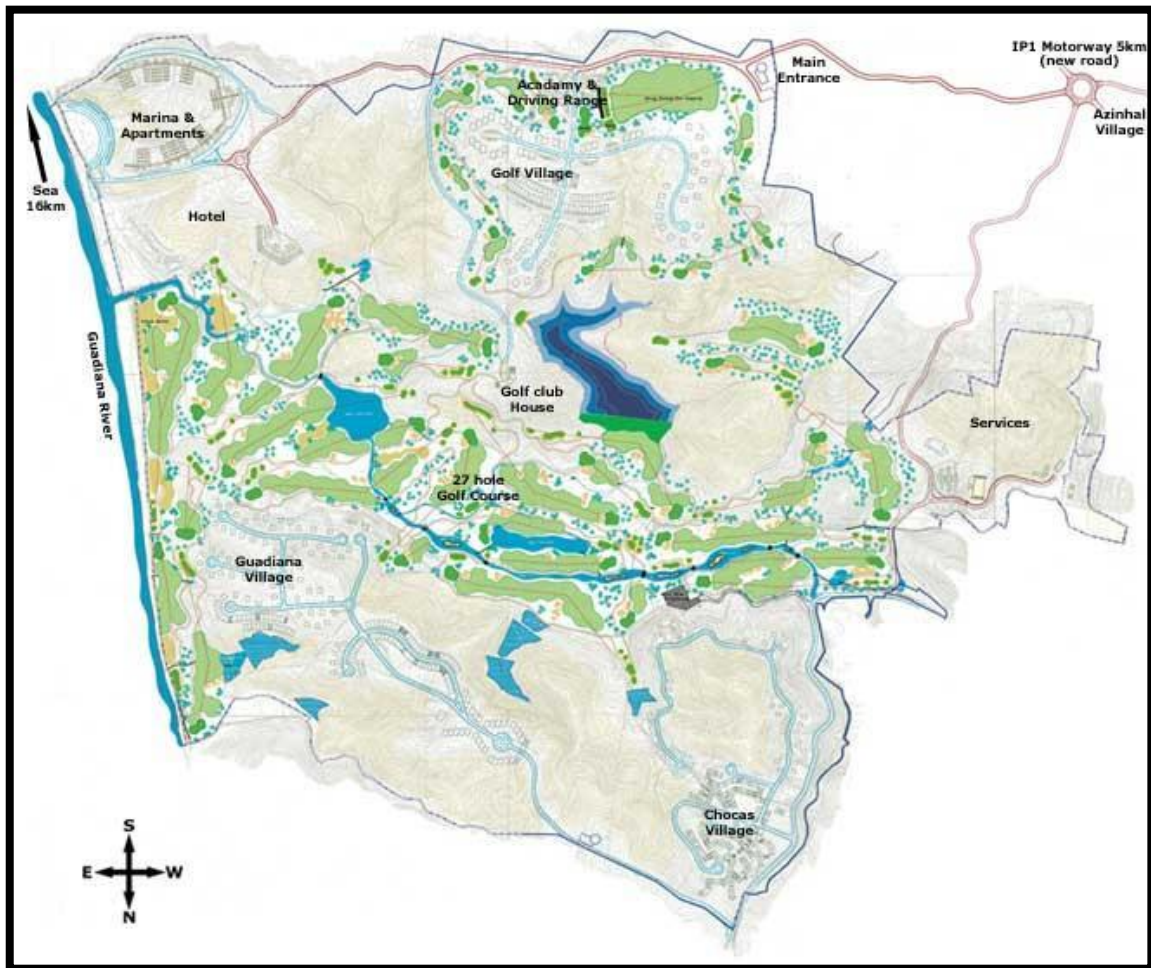 IP1 Motorway 5km
(new road)
Main
Entrance
Acadamy &
Driving Range
Azinhal
Village
Marina &
Apartments
Golf Village
Sea
16km
Hotel
Guadiana River
Golf club
House
Services
27 hole
Golf Course
Guadiana
Village
Chocas
Village
S
E
W
N